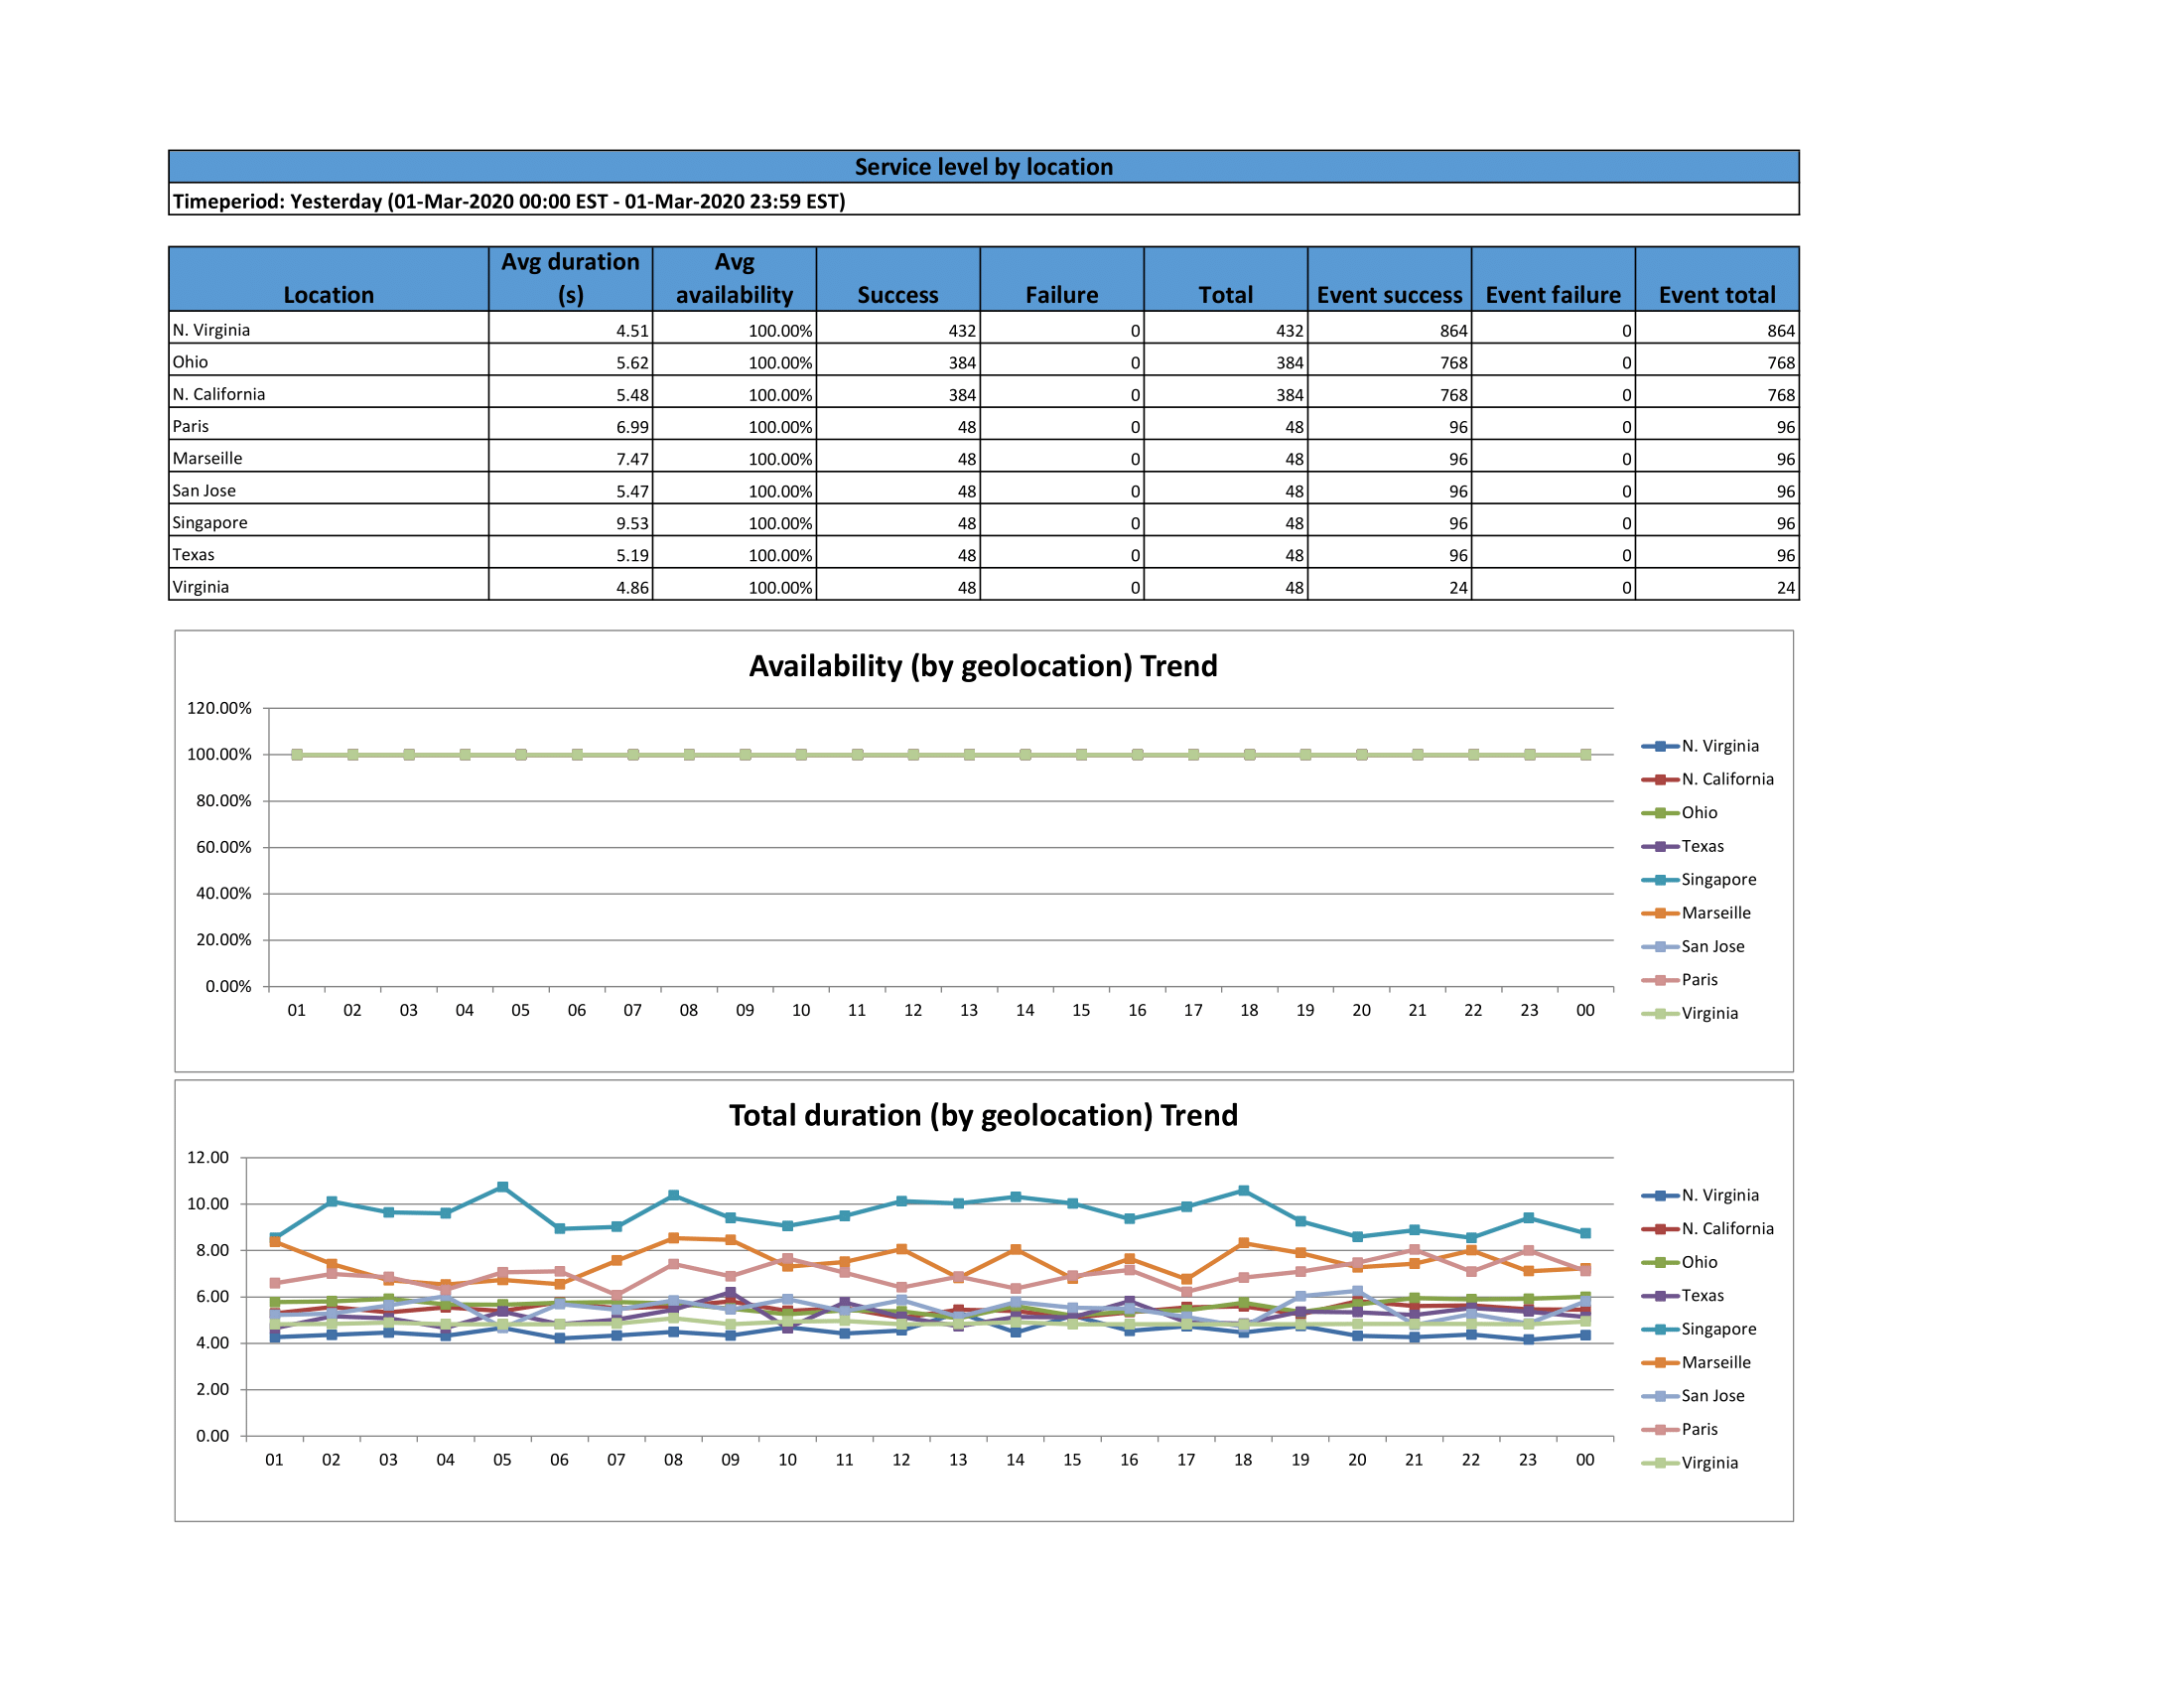 Service level by location
Timeperiod: Yesterday (01-Mar-2020 00:00 EST - 01-Mar-2020 23:59 EST)
Location Avg duration (s) Avg availability Success Failure Total Event success Event failure Event total
N. Virginia 4.51 100.00% 432 0 432 864 0 864
Ohio 5.62 100.00% 384 0 384 768 0 768
N. California 5.48 100.00% 384 0 384 768 0 768
Paris 6.99 100.00% 48 0 48 96 0 96
Marseille 7.47 100.00% 48 0 48 96 0 96
San Jose 5.47 100.00% 48 0 48 96 0 96
Singapore 9.53 100.00% 48 0 48 96 0 96
Texas 5.19 100.00% 48 0 48 96 0 96
Virginia 4.86 100.00% 48 0 48 24 0 24
Availability (by geolocation) Trend
120.00%
100.00%
80.00%
60.00%
40.00%
20.00%
0.00%
01 02 03 04 05 06 07 08 09 10 11 12 13 14 15 16 17 18 19 20 21 22 23 00
N. Virginia
N. California
Ohio
Texas
Singapore
Marseille
San Jose
Paris
Virginia
Total duration (by geolocation) Trend
12.00
10.00
8.00
6.00
4.00
2.00
0.00
01 02 03 04 05 06 07 08 09 10 11 12 13 14 15 16 17 18 19 20 21 22 23 00
N. Virginia
N. California
Ohio
Texas
Singapore
Marseille
San Jose
Paris
Virginia